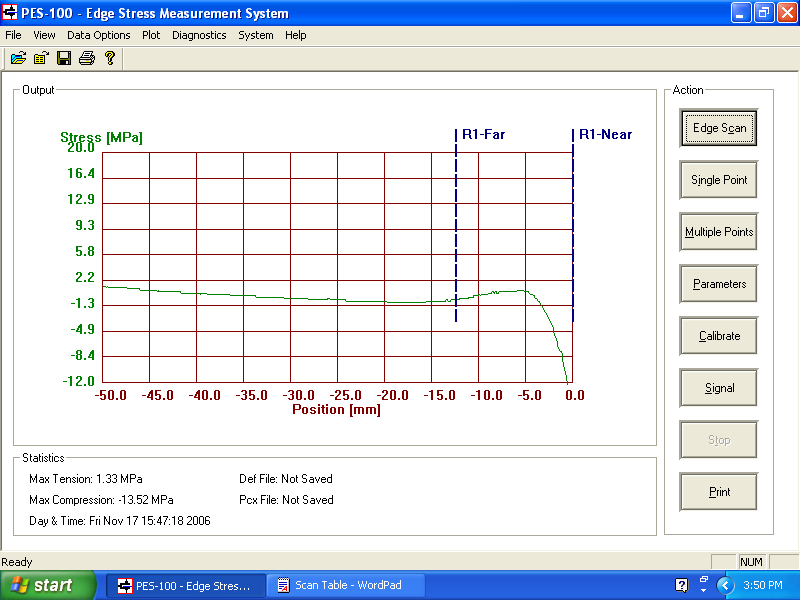 PES-100 - Edge Stress Measurement System
File View Data Options Plot Diagnostics System Help
Output
Action
Stress [MPa]
R1-Far
R1-Near
20.0
16.4
12.9
9.3
5.8
2.2
-1.3
-4.9
-8.4
-12.0
-50.0 -45.0 -40.0 -35.0 -30.0 -25.0 -20.0 -15.0 -10.0 -5.0 0.0
Position [mm]
Edge Scan
Single Point
Multiple Points
Parameters
Calibrate
Signal
Stop
Print
Statistics
Max Tension: 1.33 MPa
Def File: Not Saved
Max Compression: -13.52 MPa
Pcx File: Not Saved
Day & Time: Fri Nov 17 15:47:18 2006
Ready
NUM
start
PES-100 - Edge Stres...
Scan Table - WordPad
3:50 PM